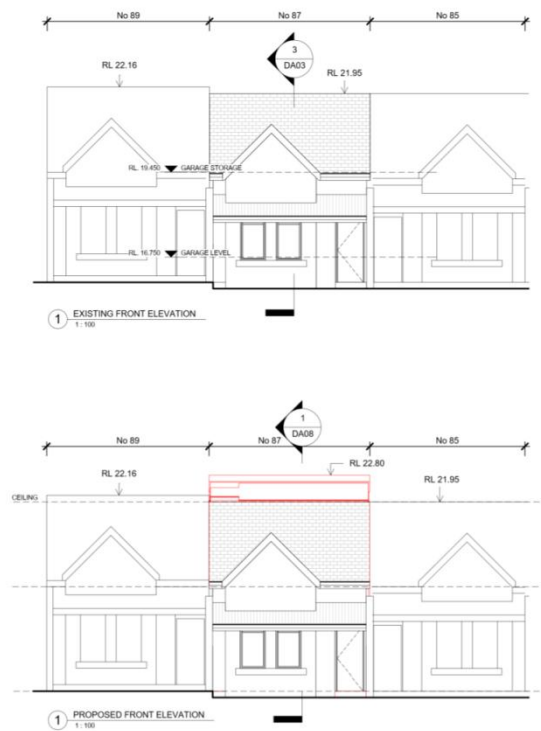 No 89 No 87 No 85
3
DA03
RL 22.16
RL 21.95
RL 19.450 GARAGE STORAGE
RL 16.750 GARAGE LEVEL
1 EXISTING FRONT ELEVATION
1 : 100
1
DA08
No 89 No 87 No 85
RL 22.80
RL 22.16
RL 21.95
CEILING
1 PROPOSED FRONT ELEVATION
1 : 100